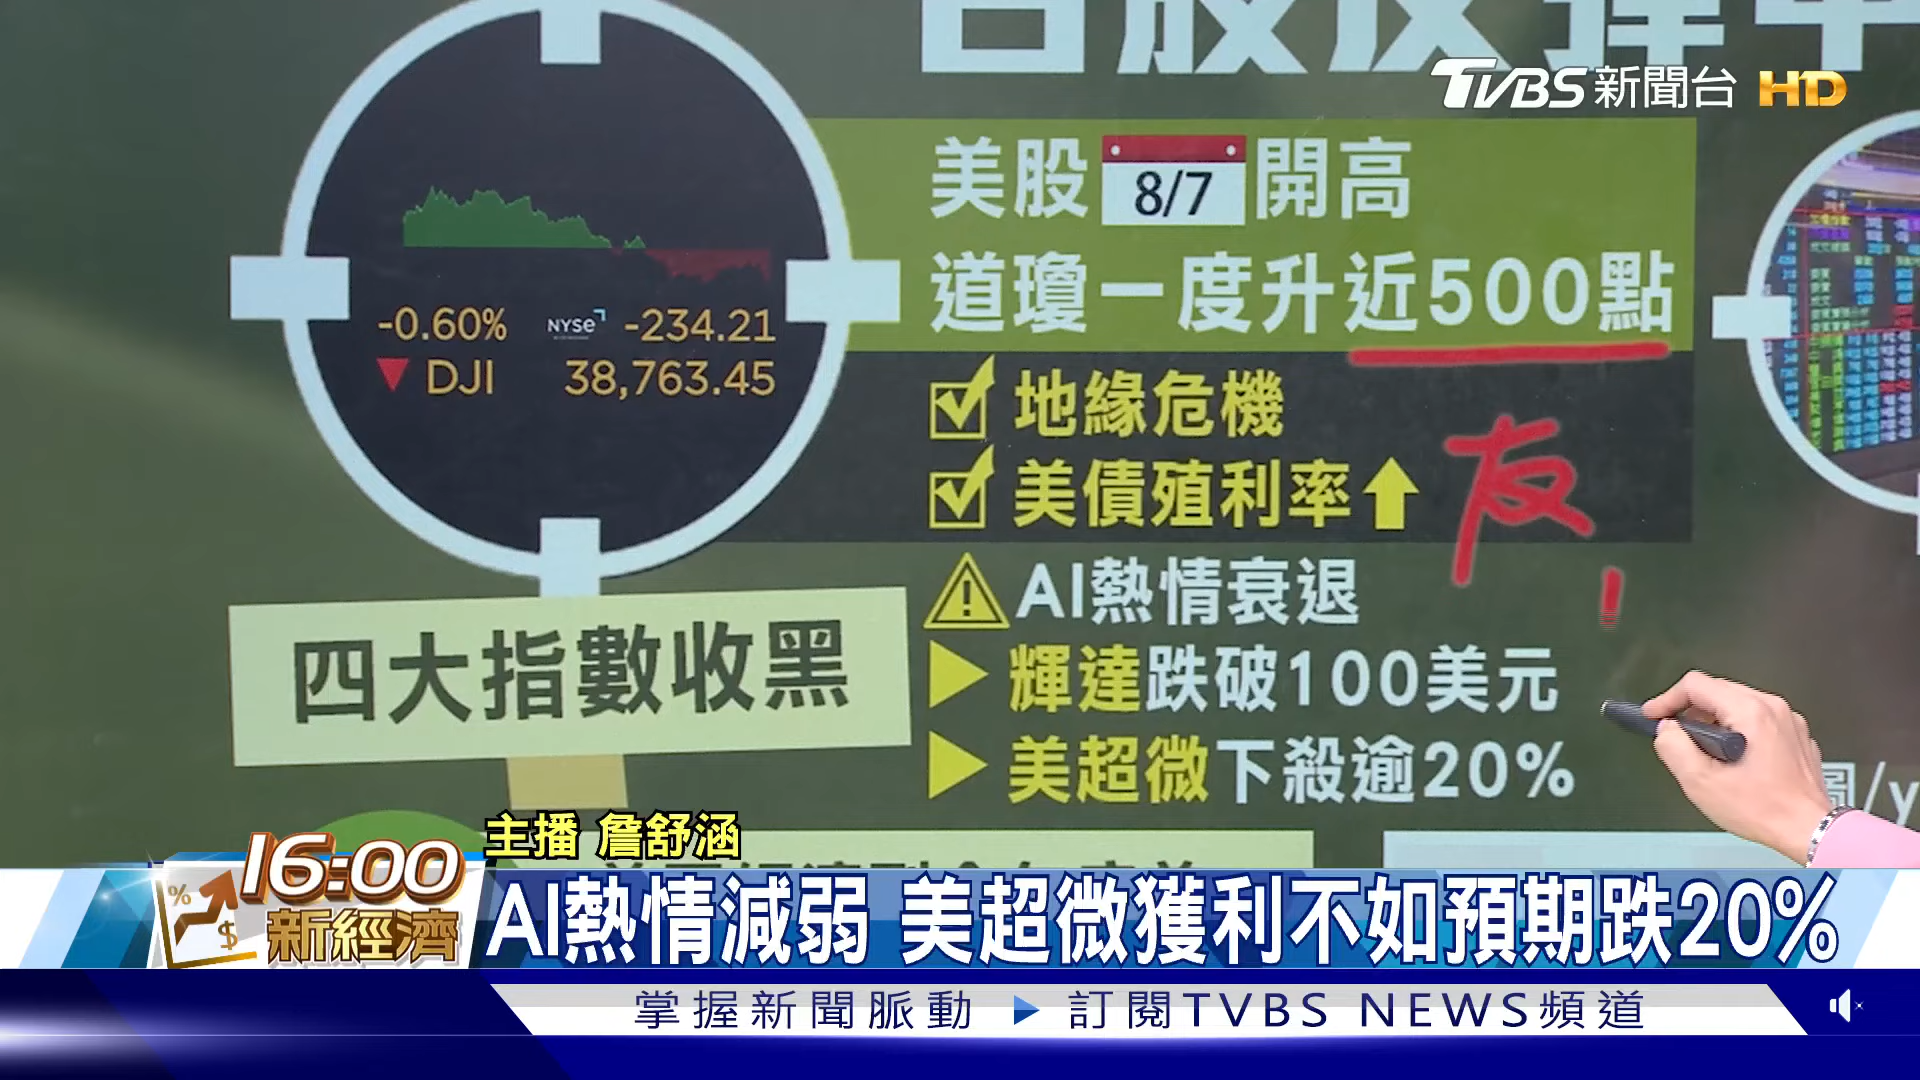 台股反彈
TVBS新聞台 HD
美股 8/7 開高
道瓊一度升近500點
-0.60% NYSE -234.21
▼ DJI 38,763.45
地緣危機
美債殖利率
友!
AI熱情衰退
輝達跌破100美元
美超微下殺逾20%
四大指數收黑
圖/y
主播 詹舒涵
16:00
新經濟
% $
AI熱情減弱 美超微獲利不如預期跌20%
掌握新聞脈動 ▶ 訂閱TVBS NEWS頻道